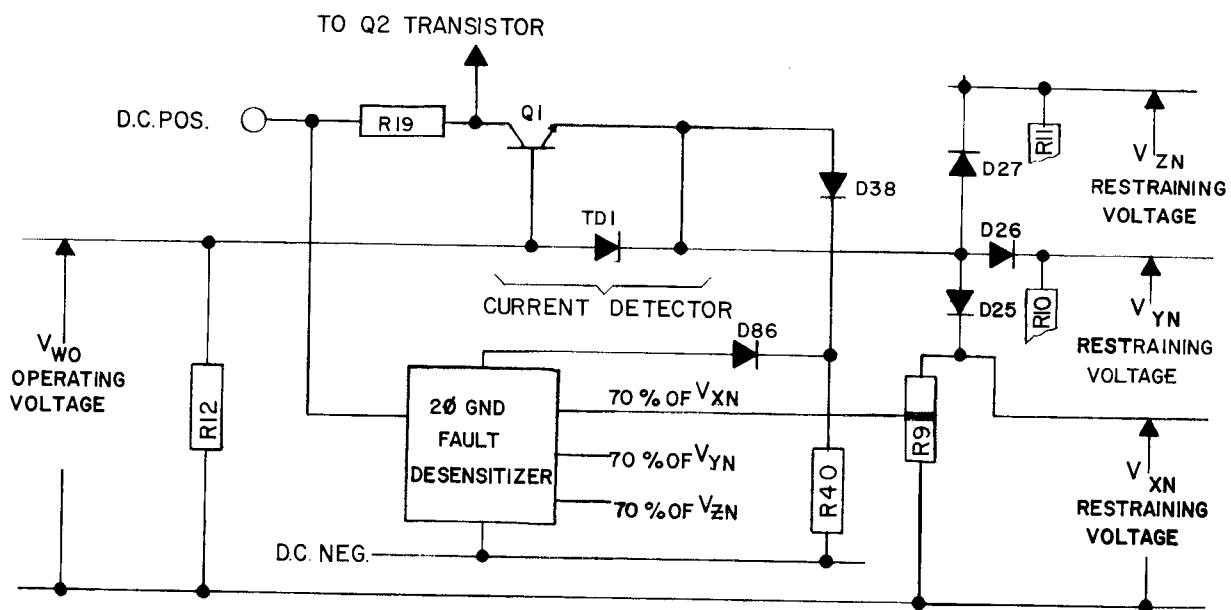 TO Q2 TRANSISTOR
D.C. POS.
R19
Q1
D38
D27
R11
V ZN
RESTRAINING
VOLTAGE
TD1
D26
CURRENT DETECTOR
D25
R10
V YN
RESTRAINING
VOLTAGE
V WO
OPERATING
VOLTAGE
R12
D86
2Ø GND
FAULT
DESENSITIZER
70 % OF V XN
70 % OF V YN
70 % OF V ZN
R9
R40
V XN
RESTRAINING
VOLTAGE
D.C. NEG.